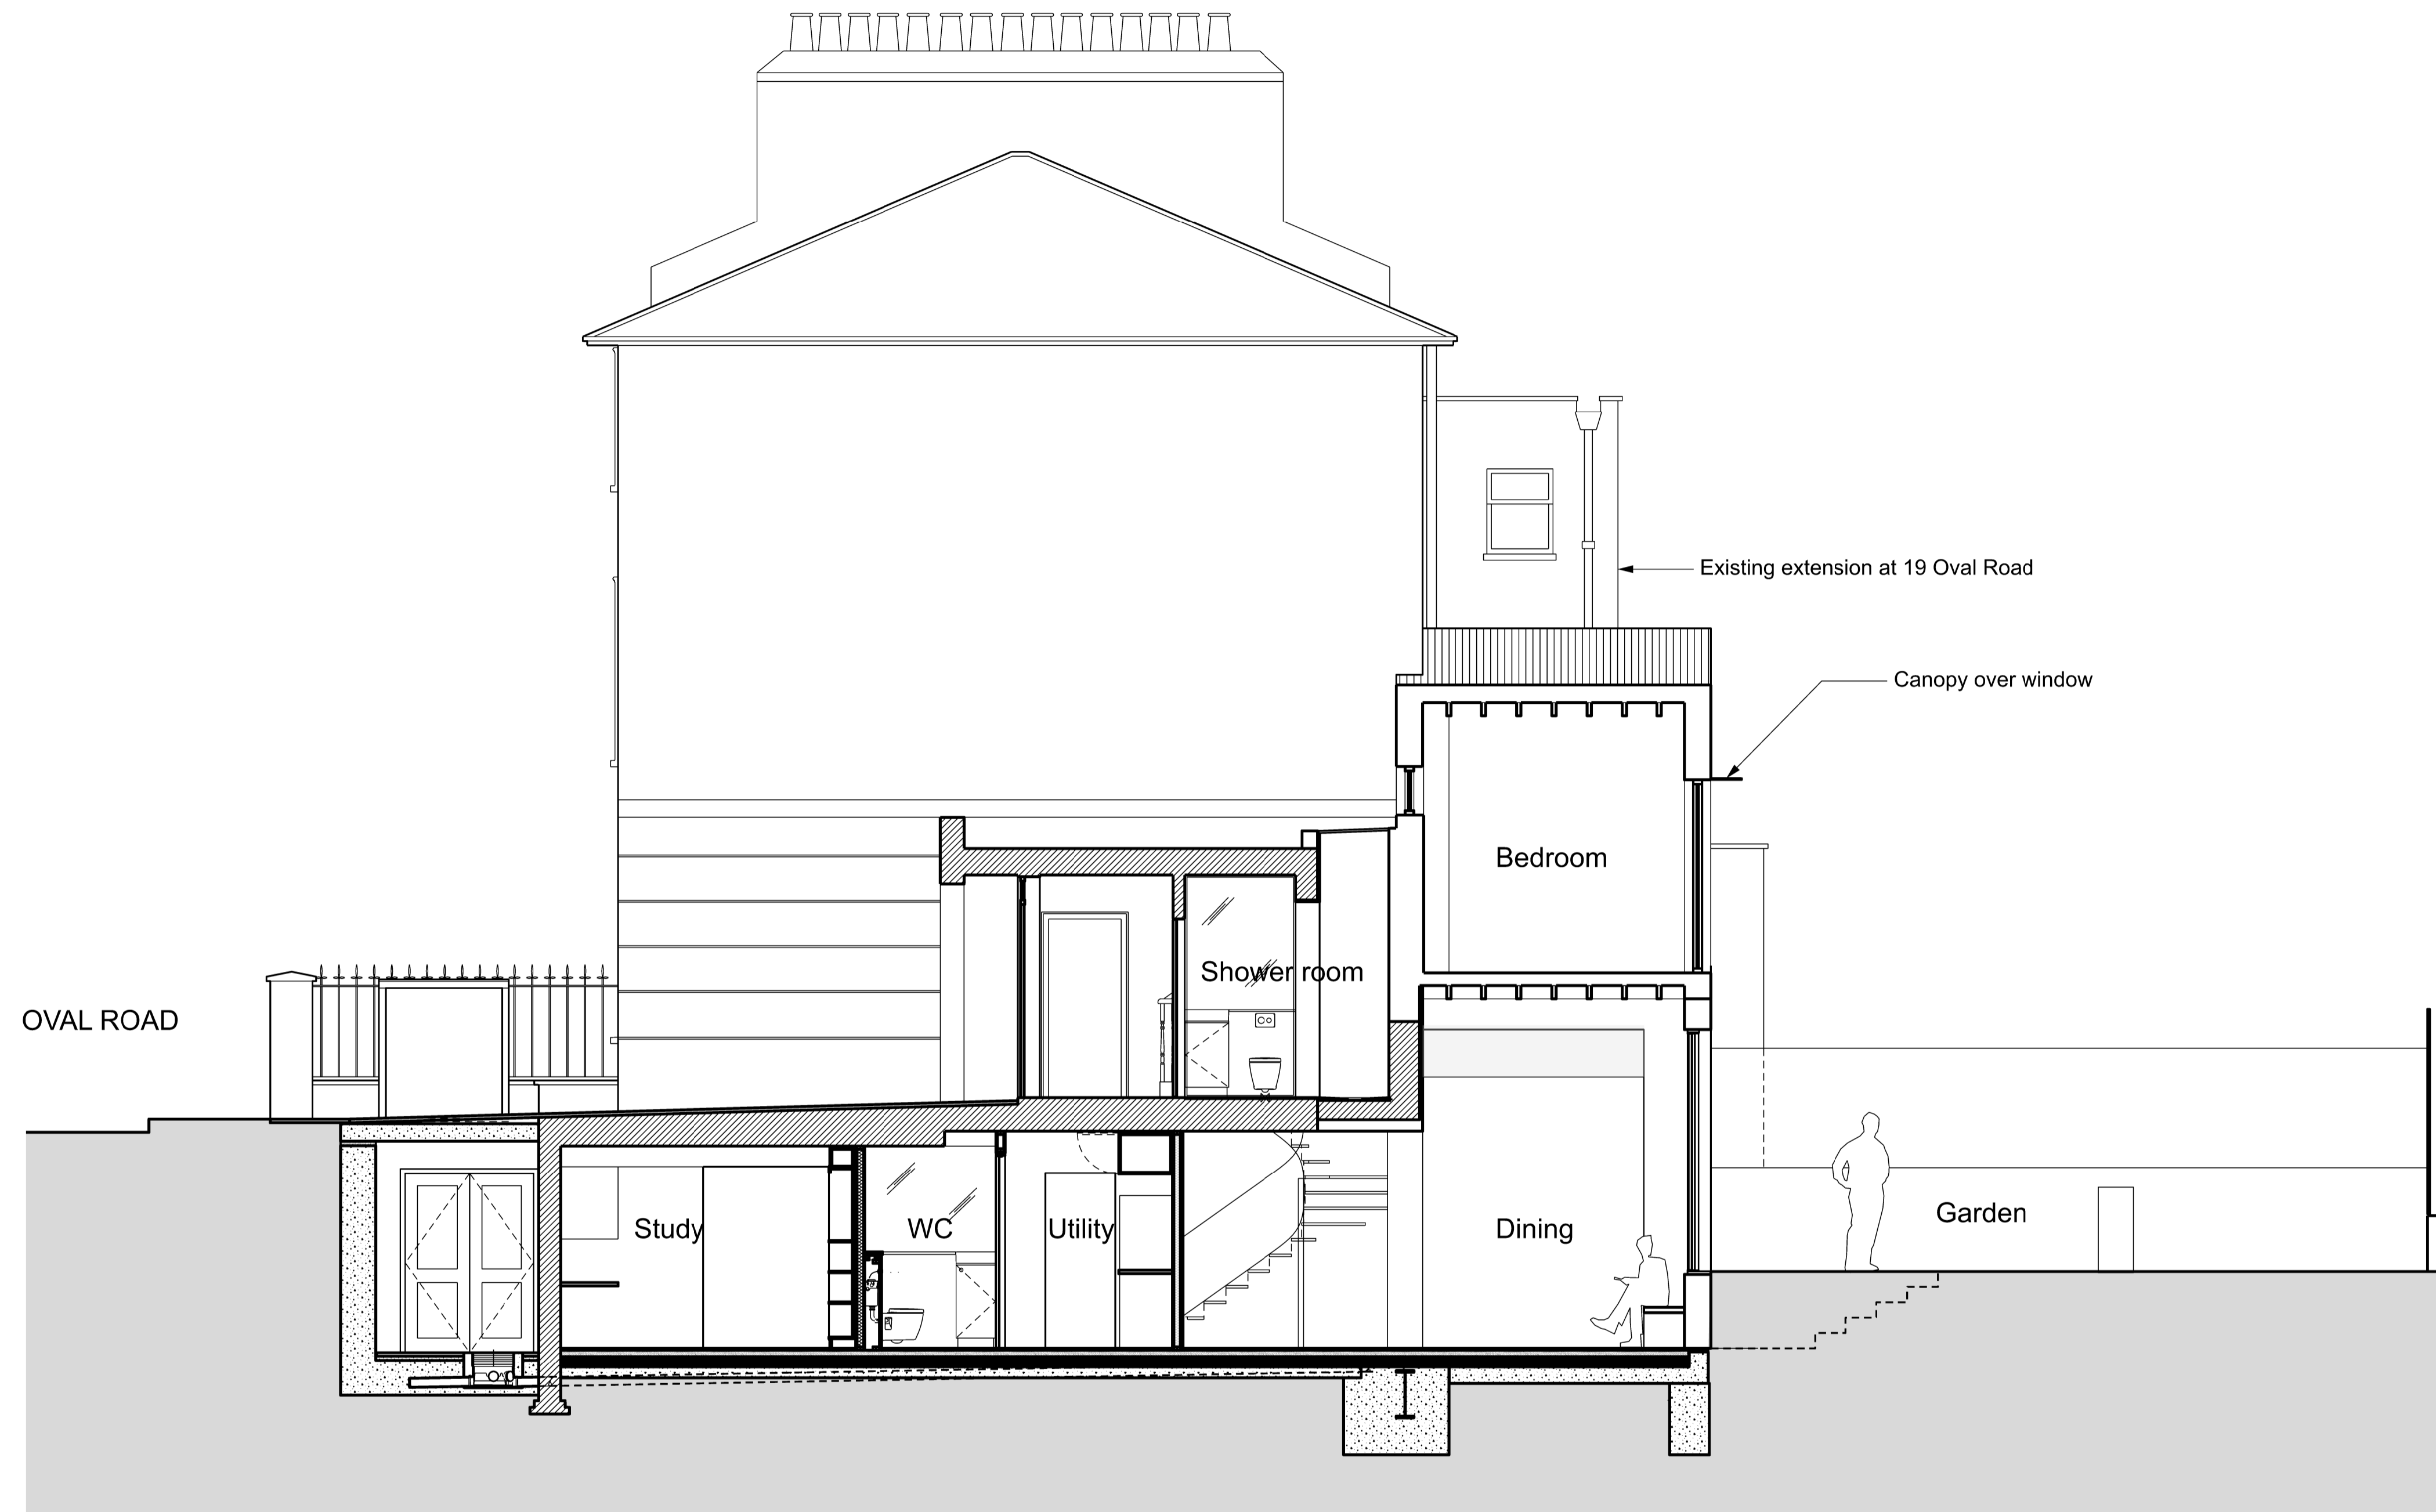 Existing extension at 19 Oval Road
Canopy over window
Bedroom
Shower room
OVAL ROAD
Study
WC
Utility
Dining
Garden